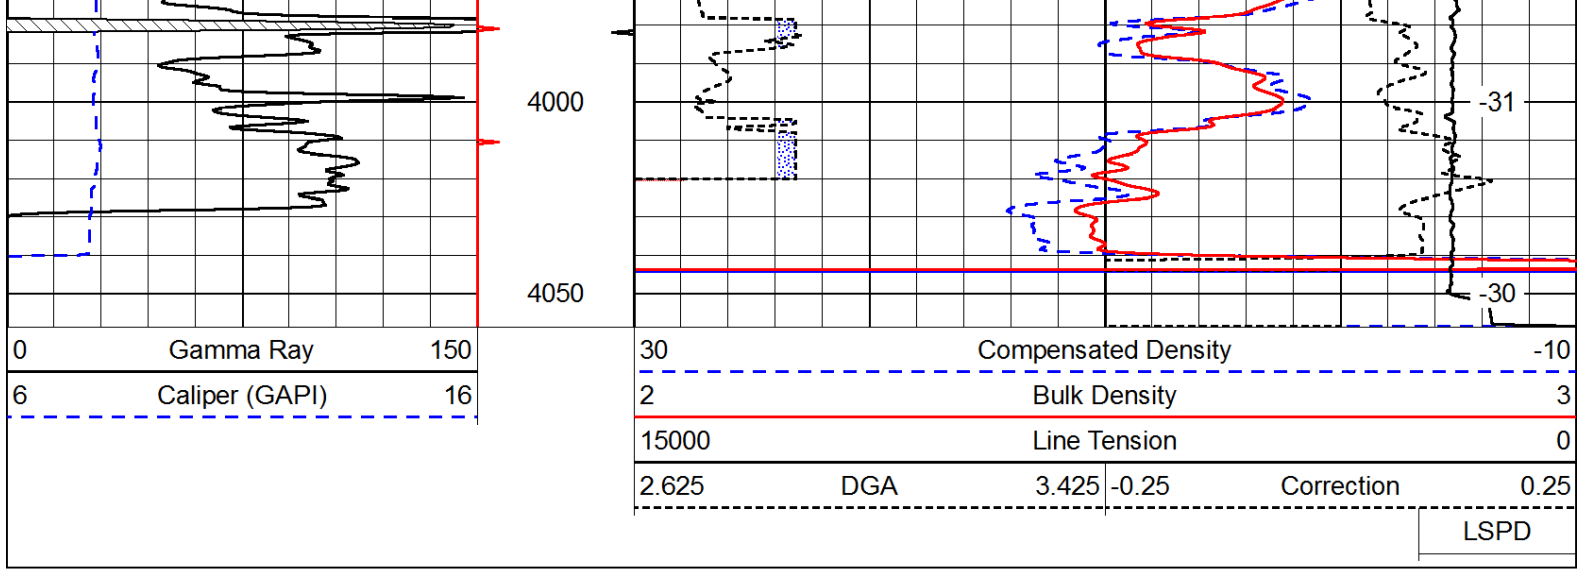 4000
-31
4050
-30
0 Gamma Ray 150
30 Compensated Density -10
6 Caliper (GAPI) 16
2 Bulk Density 3
15000 Line Tension 0
2.625 DGA 3.425 -0.25 Correction 0.25
LSPD